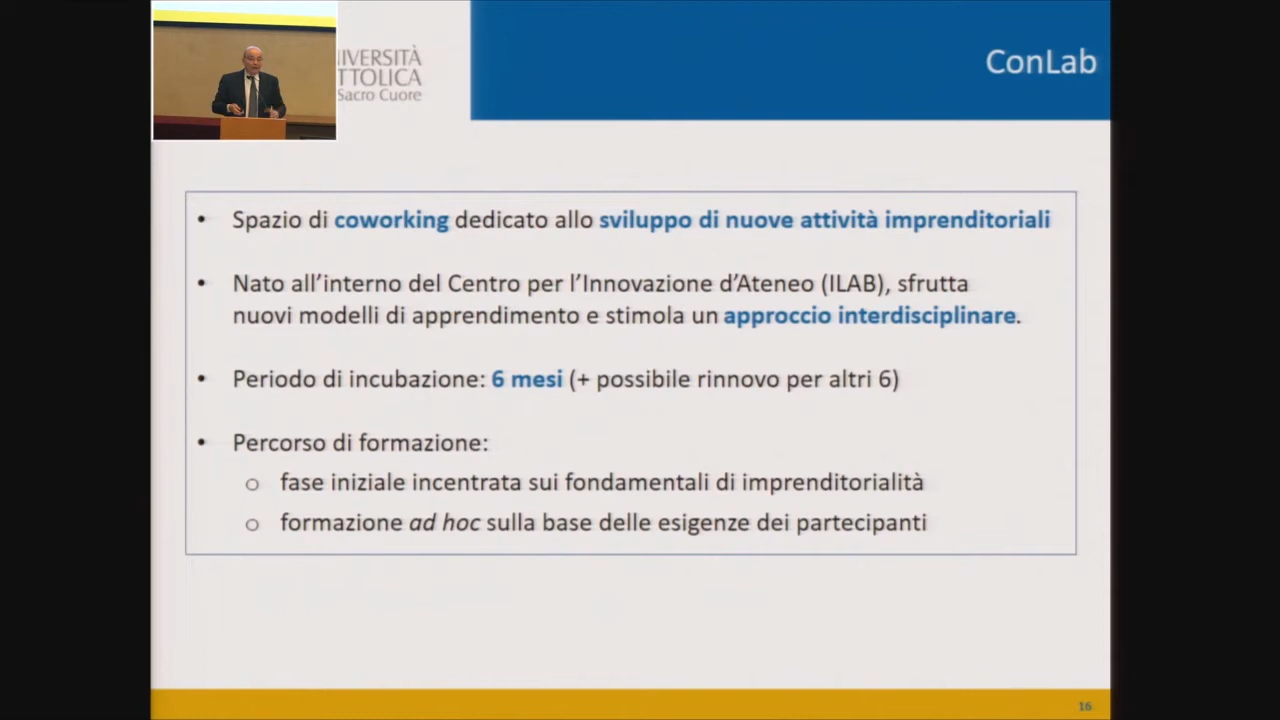 IVERSITÀ
TTOLICA
Sacro Cuore
ConLab
• Spazio di coworking dedicato allo sviluppo di nuove attività imprenditoriali
• Nato all’interno del Centro per l’Innovazione d’Ateneo (ILAB), sfrutta
nuovi modelli di apprendimento e stimola un approccio interdisciplinare.
• Periodo di incubazione: 6 mesi (+ possibile rinnovo per altri 6)
• Percorso di formazione:
o fase iniziale incentrata sui fondamentali di imprenditorialità
o formazione ad hoc sulla base delle esigenze dei partecipanti
16